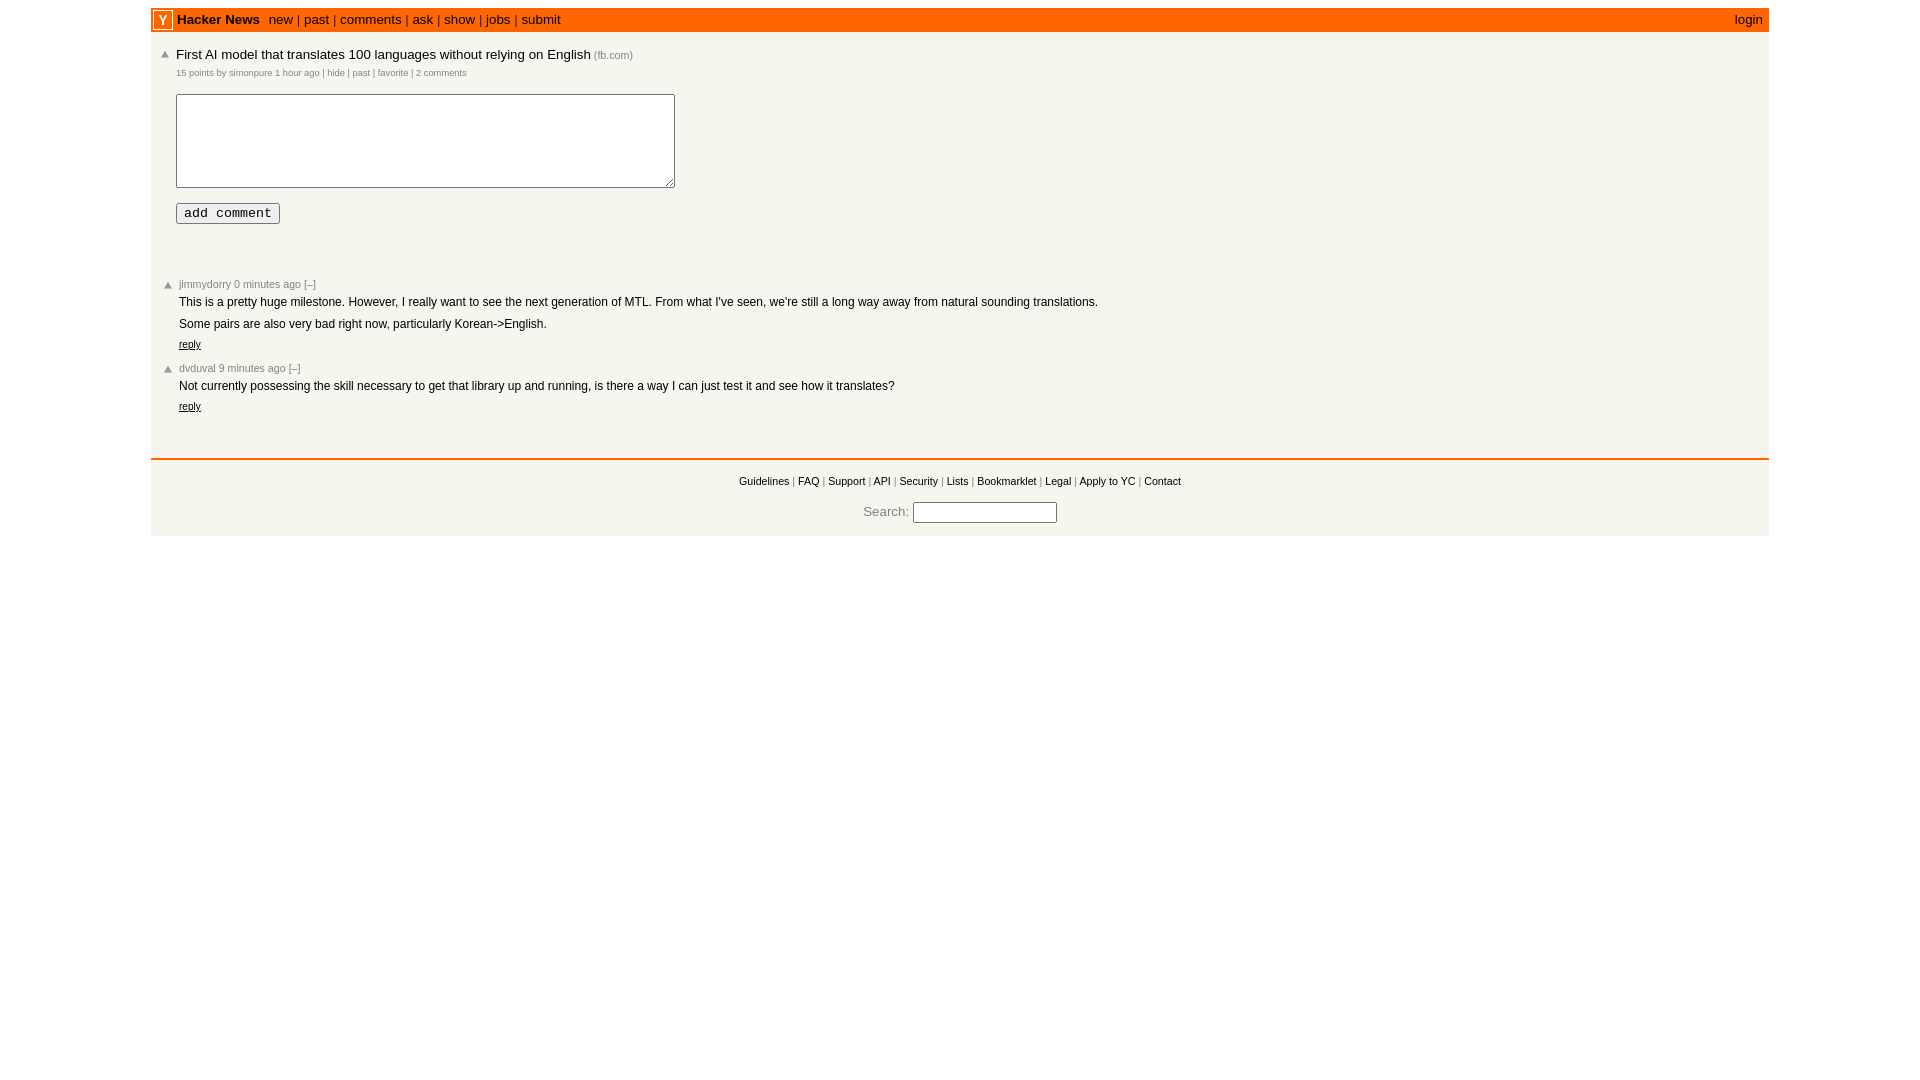 Y Hacker News new | past | comments | ask | show | jobs | submit login
First AI model that translates 100 languages without relying on English (fb.com)
15 points by simonpure 1 hour ago | hide | past | favorite | 2 comments
add comment
jimmydorry 0 minutes ago [–]
This is a pretty huge milestone. However, I really want to see the next generation of MTL. From what I've seen, we're still a long way away from natural sounding translations.
Some pairs are also very bad right now, particularly Korean->English.
reply
dvduval 9 minutes ago [–]
Not currently possessing the skill necessary to get that library up and running, is there a way I can just test it and see how it translates?
reply
Guidelines | FAQ | Support | API | Security | Lists | Bookmarklet | Legal | Apply to YC | Contact
Search: